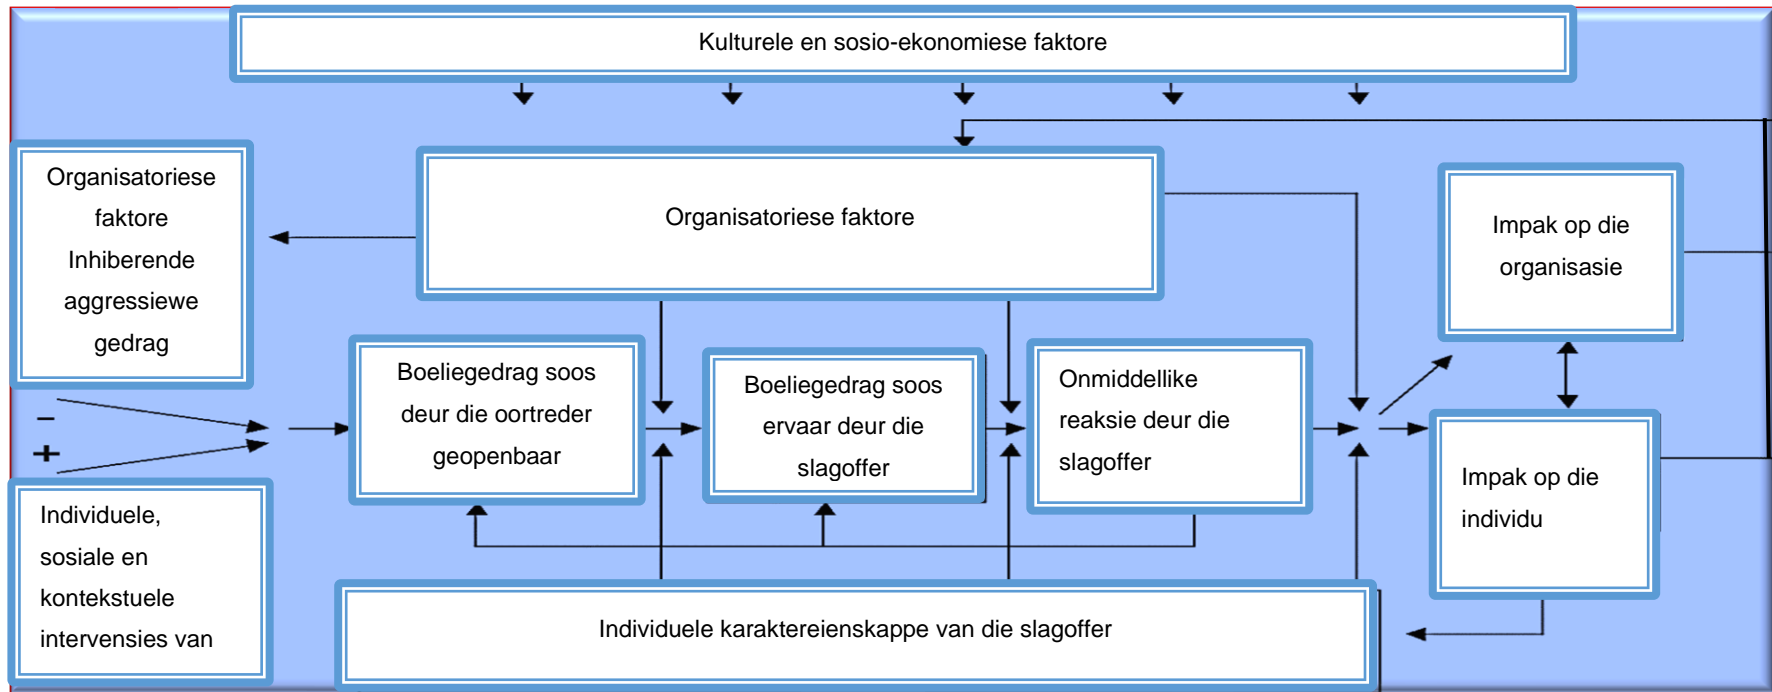 Kulturele en sosio-ekonomiese faktore
Organisatoriese
faktore
Inhiberende
aggressiewe
gedrag
Organisatoriese faktore
Impak op die
organisasie
–
+
Boeliegedrag soos
deur die oortreder
geopenbaar
Boeliegedrag soos
ervaar deur die
slagoffer
Onmiddellike
reaksie deur die
slagoffer
Impak op die
individu
Individuele,
sosiale en
kontekstuele
intervensies van
Individuele karaktereienskappe van die slagoffer